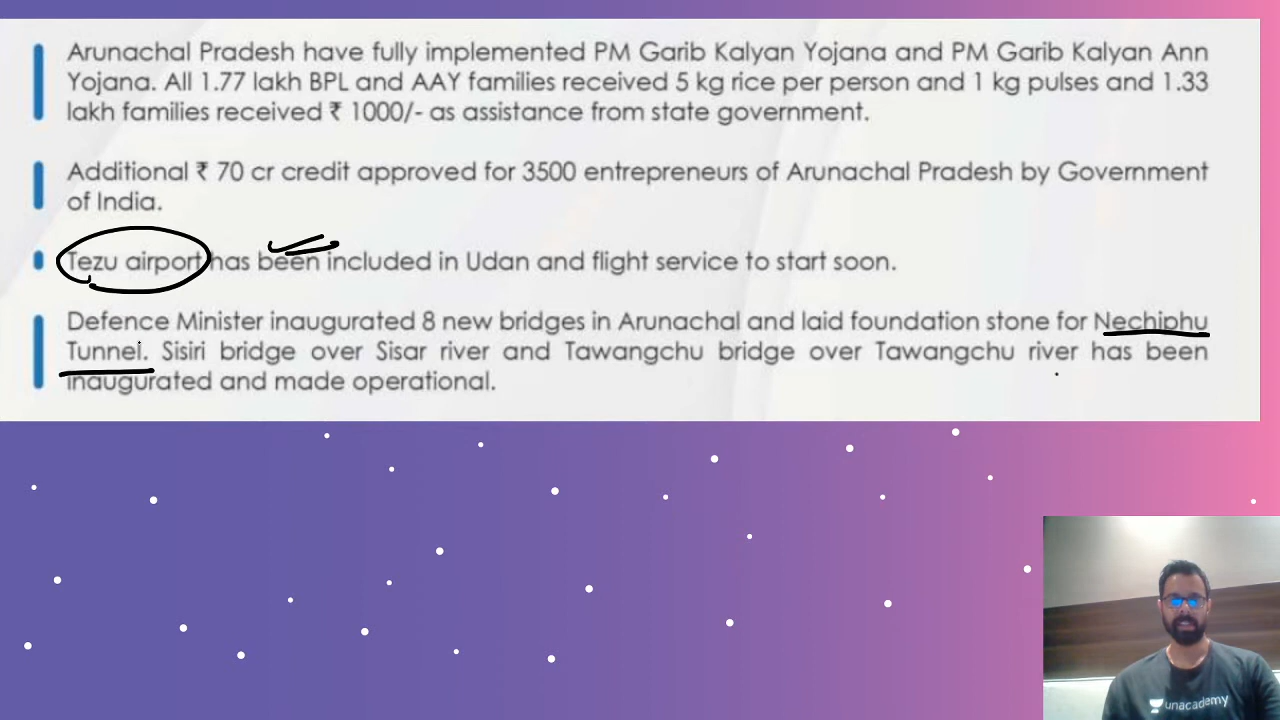 Arunachal Pradesh have fully implemented PM Garib Kalyan Yojana and PM Garib Kalyan Ann
Yojana. All 1.77 lakh BPL and AAY families received 5 kg rice per person and 1 kg pulses and 1.33
lakh families received ₹ 1000/- as assistance from state government.
Additional ₹ 70 cr credit approved for 3500 entrepreneurs of Arunachal Pradesh by Government
of India.
Tezu airport has been included in Udan and flight service to start soon.
Defence Minister inaugurated 8 new bridges in Arunachal and laid foundation stone for Nechiphu
Tunnel. Sisiri bridge over Sisar river and Tawangchu bridge over Tawangchu river has been
inaugurated and made operational.
unacademy